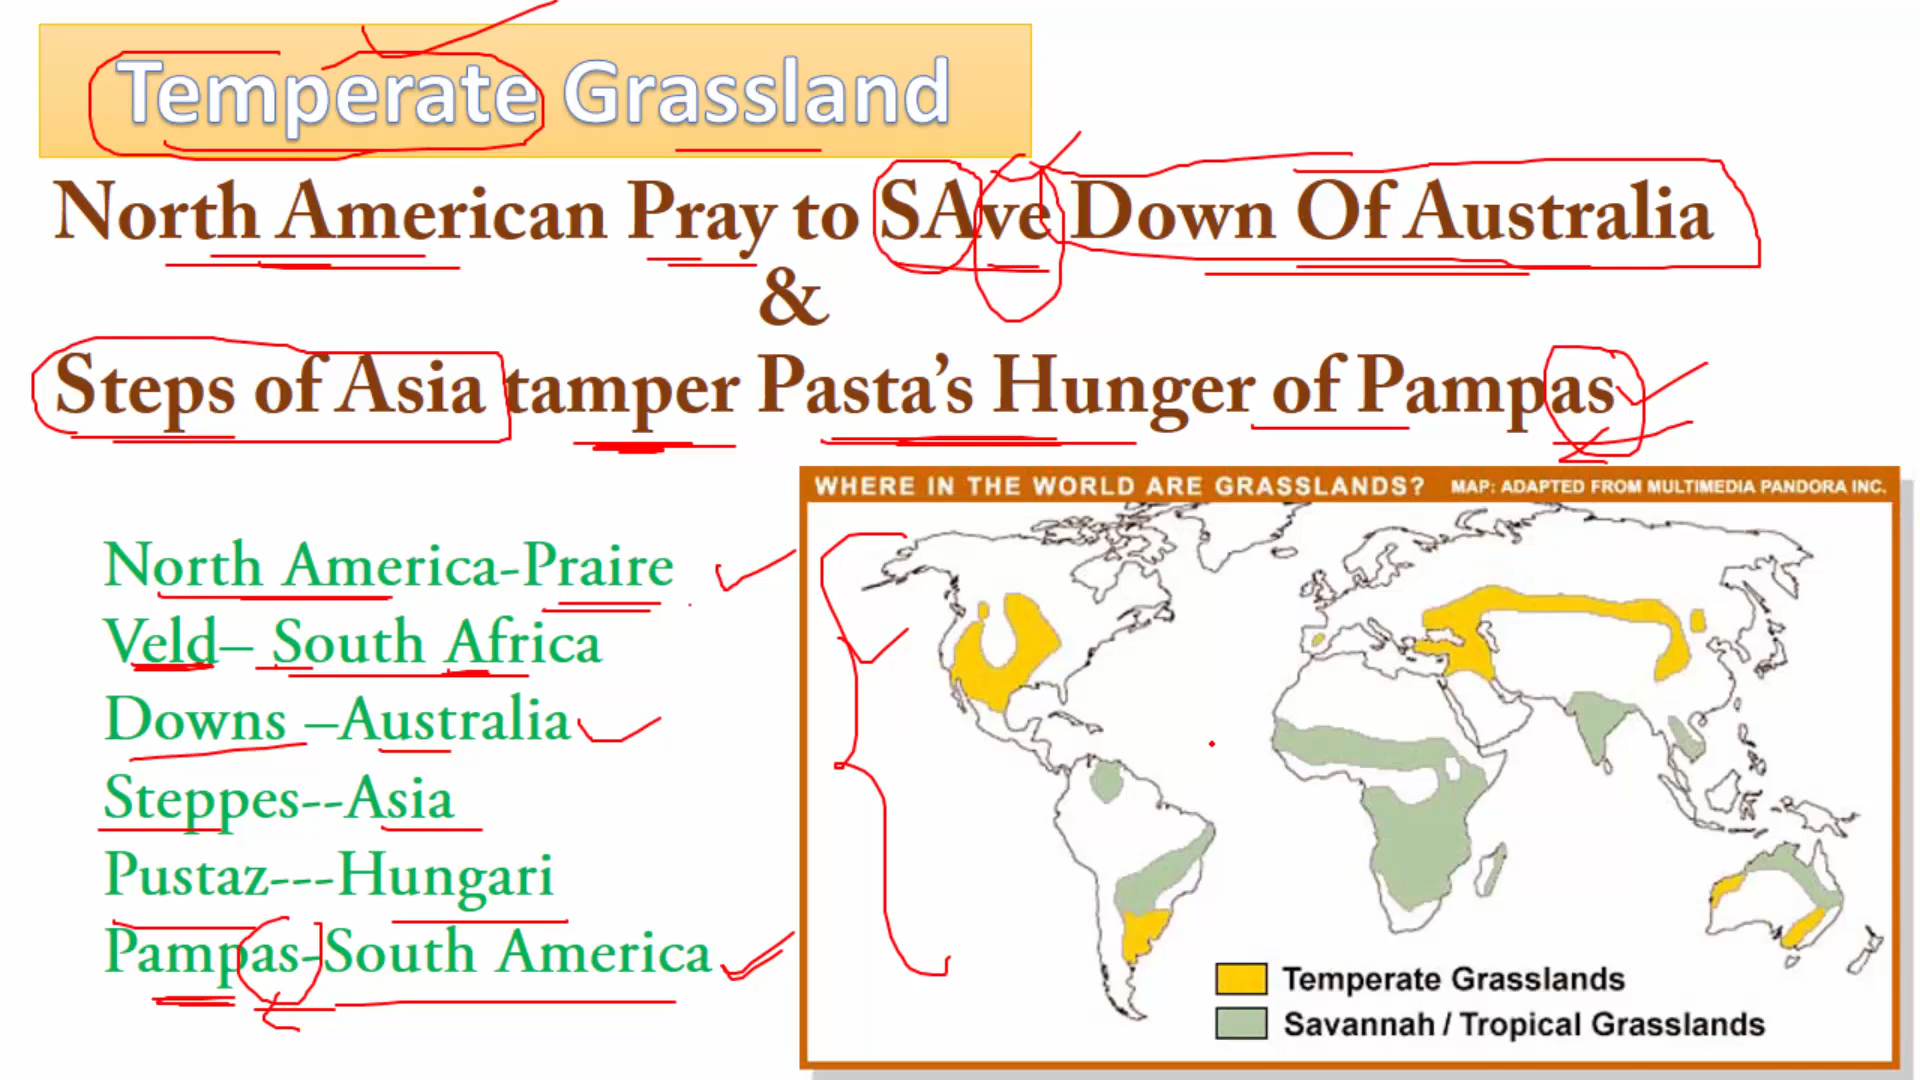 Temperate Grassland
North American Pray to SAve Down Of Australia
&
Steps of Asia tamper Pasta's Hunger of Pampas
North America-Praire
Veld– South Africa
Downs –Australia
Steppes--Asia
Pustaz---Hungari
Pampas-South America
WHERE IN THE WORLD ARE GRASSLANDS? MAP: ADAPTED FROM MULTIMEDIA PANDORA INC.
Temperate Grasslands
Savannah / Tropical Grasslands